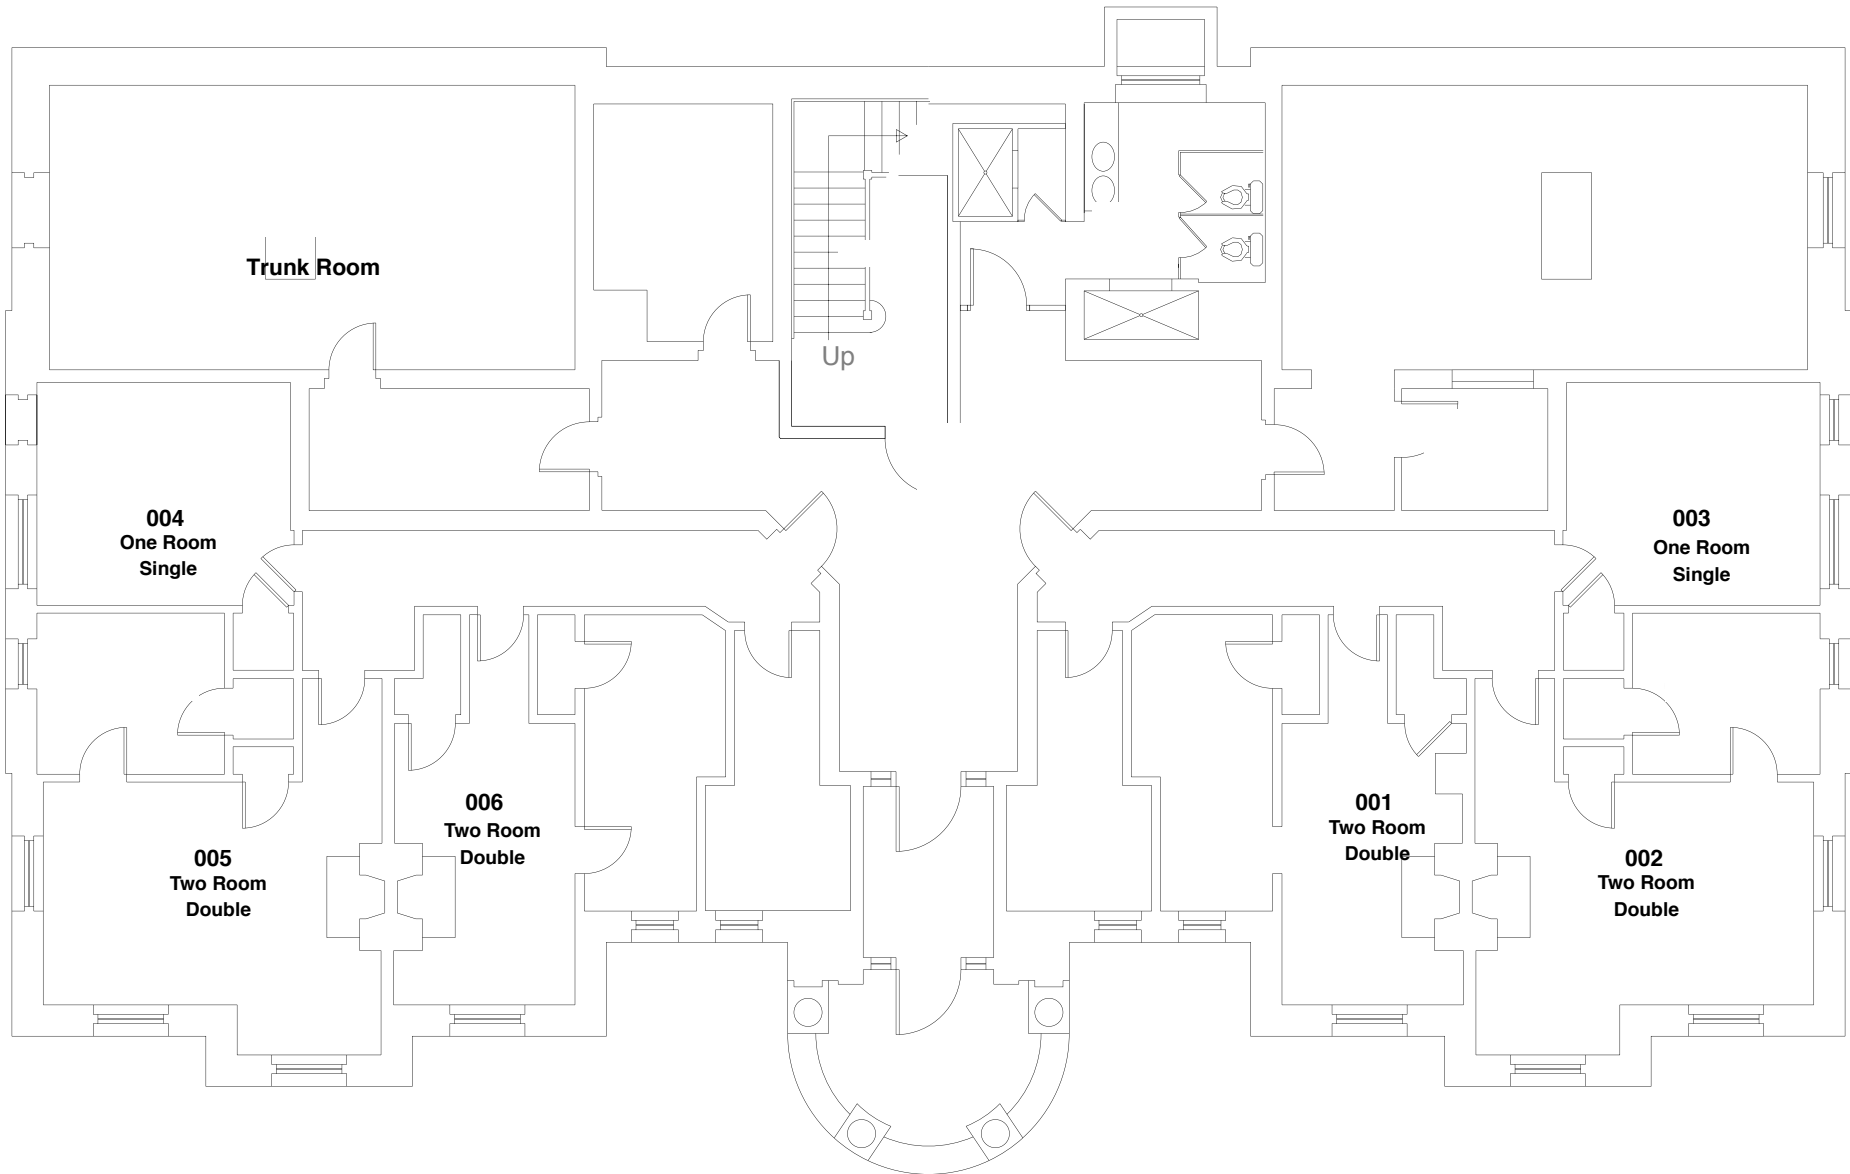 Trunk Room
Up
004
One Room
Single
003
One Room
Single
006
Two Room
Double
001
Two Room
Double
005
Two Room
Double
002
Two Room
Double